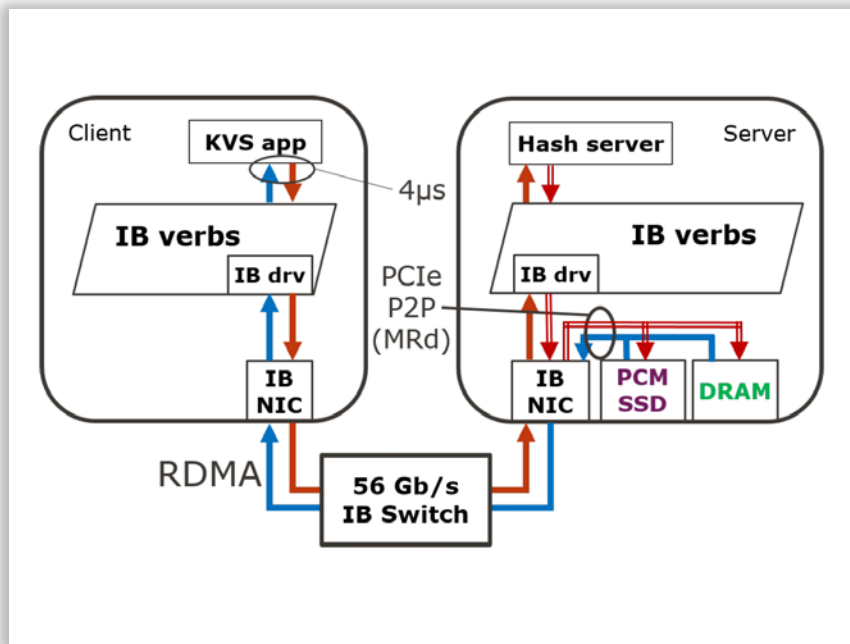 Client
KVS app
4µs
IB verbs
IB drv
IB
NIC
RDMA
56 Gb/s
IB Switch
Server
Hash server
IB verbs
IB drv
PCIe
P2P
(MRd)
IB
NIC
PCM
SSD
DRAM